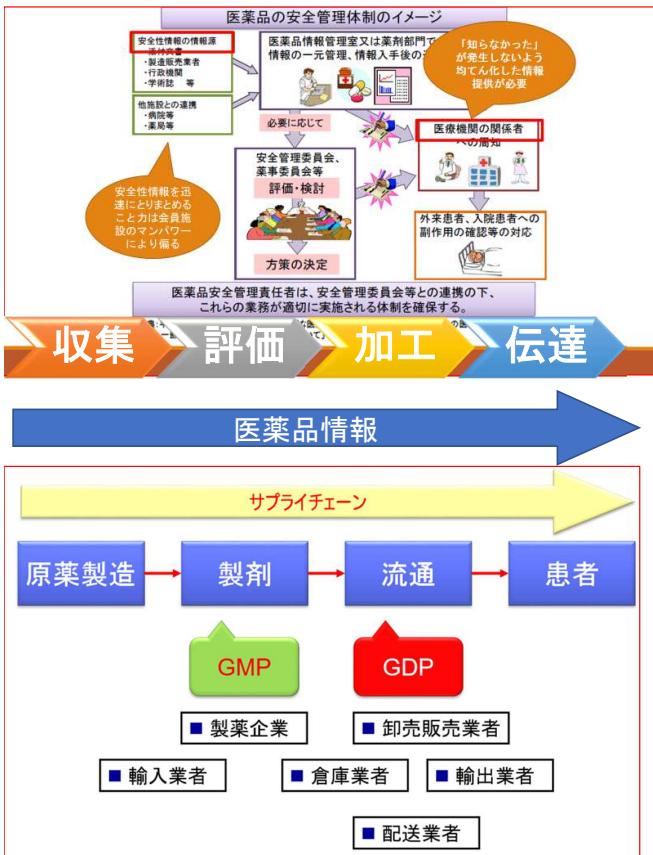 医薬品の安全管理体制のイメージ
安全性情報の情報源
・添付文書
・製造販売業者
・行政機関
・学術誌 等
他施設との連携
・病院等
・薬局等
医薬品情報管理室又は薬剤部門で
情報の一元管理、情報入手後の
「知らなかった」
が発生しないよう
均てん化した情報
提供が必要
必要に応じて
医療機関の関係者
への周知
安全管理委員会、
薬事委員会等
評価・検討
方策の決定
安全性情報を迅
速にとりまとめる
こと力は会員施
設のマンパワー
により偏る
外来患者、入院患者への
副作用の確認等の対応
医薬品安全管理責任者は、安全管理委員会等との連携の下、
これらの業務が適切に実施される体制を確保する。
収集
評価
加工
伝達
医薬品情報
サプライチェーン
原薬製造
製剤
流通
患者
GMP
GDP
■ 製薬企業
■ 卸売販売業者
■ 輸入業者
■ 倉庫業者
■ 輸出業者
■ 配送業者